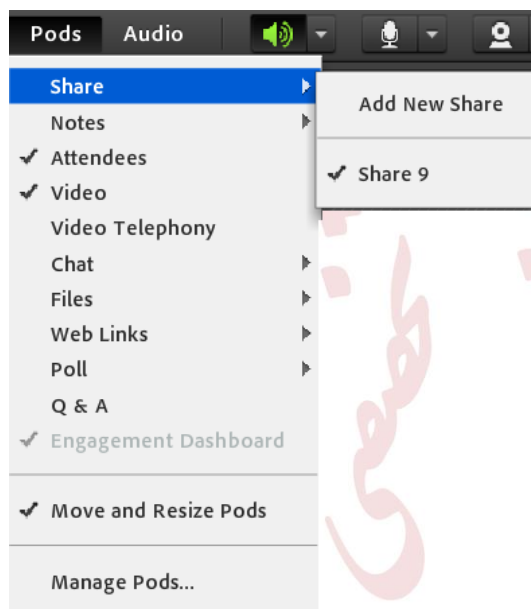 Pods Audio
Share
Add New Share
Notes
Attendees
Share 9
Video
Video Telephony
Chat
Files
Web Links
Poll
Q & A
Engagement Dashboard
Move and Resize Pods
Manage Pods...